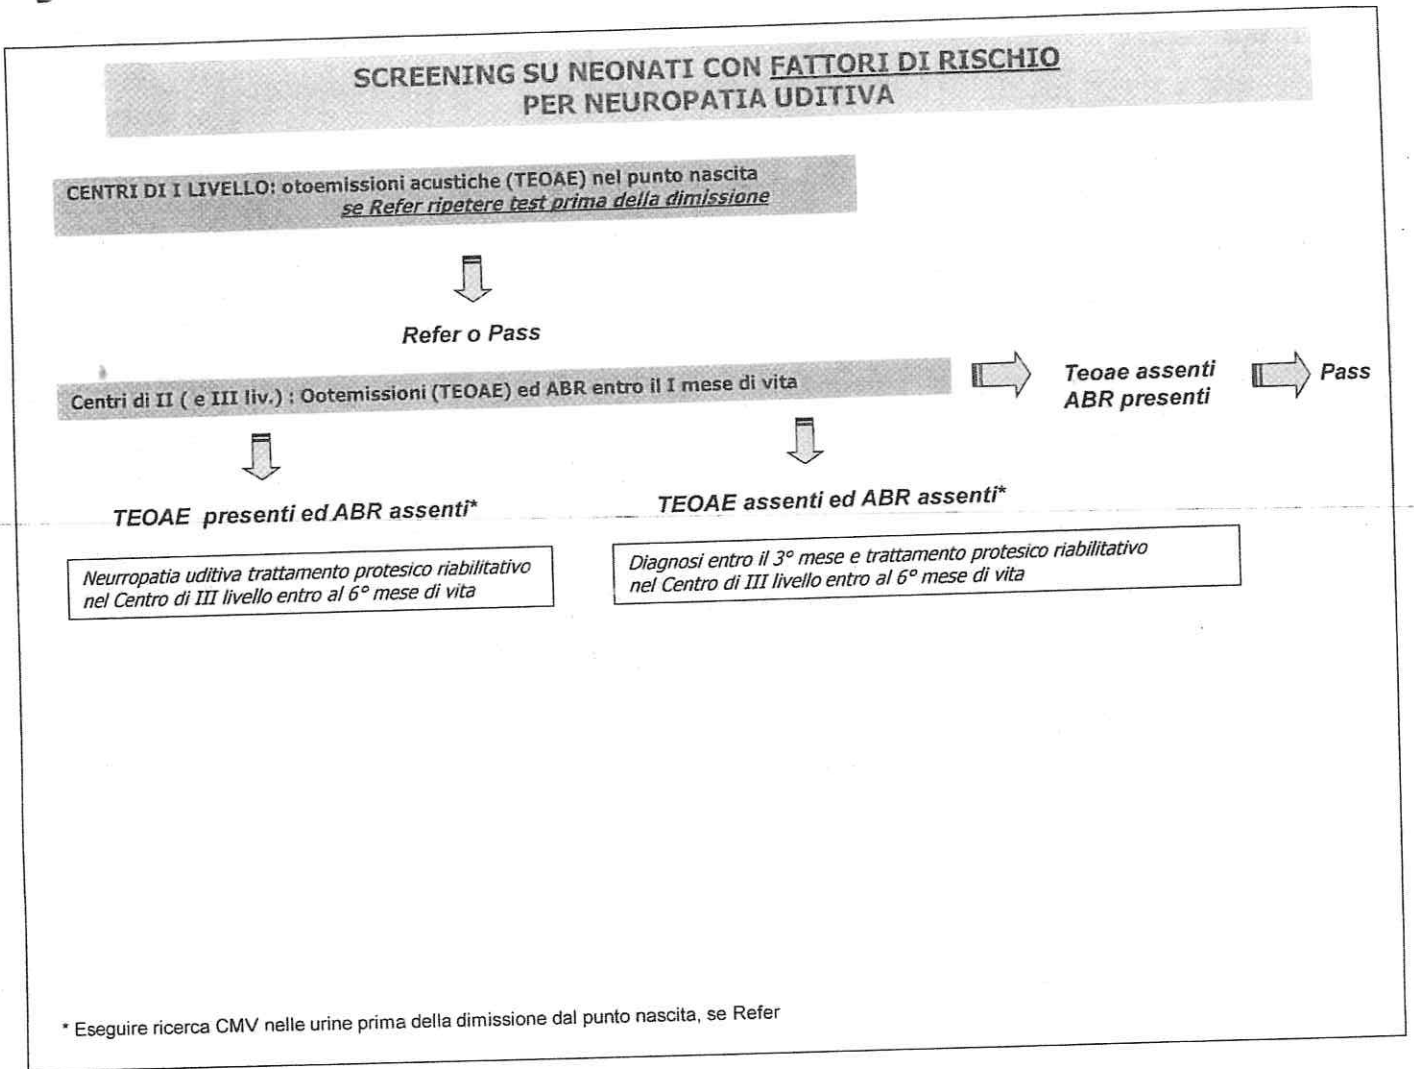 SCREENING SU NEONATI CON FATTORI DI RISCHIO
PER NEUROPATIA UDITIVA
CENTRI DI I LIVELLO: otoemissioni acustiche (TEOAE) nel punto nascita
se Refer ripetere test prima della dimissione
Refer o Pass
Centri di II ( e III liv.) : Ootemissioni (TEOAE) ed ABR entro il I mese di vita
Teoae assenti
ABR presenti
Pass
TEOAE presenti ed ABR assenti*
TEOAE assenti ed ABR assenti*
Neurropatia uditiva trattamento protesico riabilitativo
nel Centro di III livello entro al 6° mese di vita
Diagnosi entro il 3° mese e trattamento protesico riabilitativo
nel Centro di III livello entro al 6° mese di vita
* Eseguire ricerca CMV nelle urine prima della dimissione dal punto nascita, se Refer